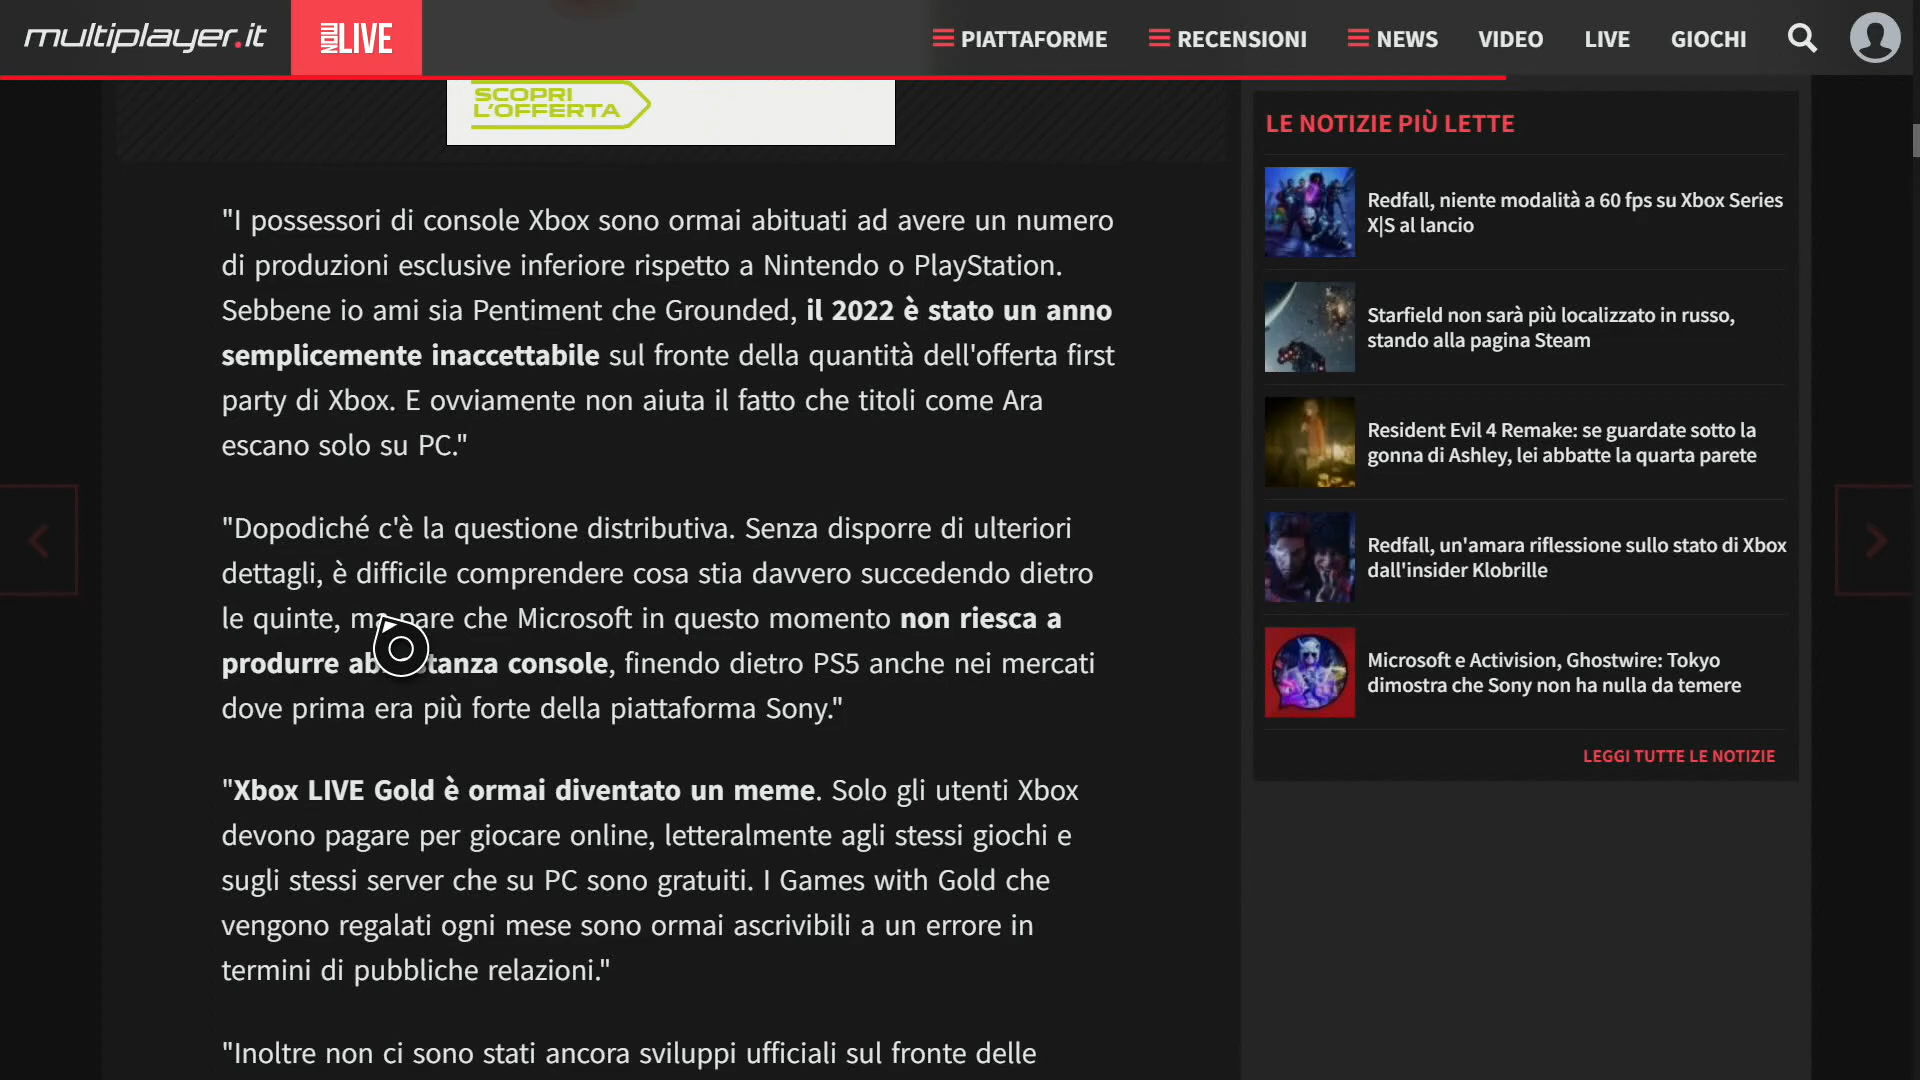 multiplayer.it
NOW LIVE
PIATTAFORME
RECENSIONI
NEWS
VIDEO
LIVE
GIOCHI
SCOPRI
L'OFFERTA
"I possessori di console Xbox sono ormai abituati ad avere un numero
di produzioni esclusive inferiore rispetto a Nintendo o PlayStation.
Sebbene io ami sia Pentiment che Grounded, il 2022 è stato un anno
semplicemente inaccettabile sul fronte della quantità dell'offerta first
party di Xbox. E ovviamente non aiuta il fatto che titoli come Ara
escano solo su PC."
"Dopodiché c'è la questione distributiva. Senza disporre di ulteriori
dettagli, è difficile comprendere cosa stia davvero succedendo dietro
le quinte, ma pare che Microsoft in questo momento non riesca a
produrre abbastanza console, finendo dietro PS5 anche nei mercati
dove prima era più forte della piattaforma Sony."
"Xbox LIVE Gold è ormai diventato un meme. Solo gli utenti Xbox
devono pagare per giocare online, letteralmente agli stessi giochi e
sugli stessi server che su PC sono gratuiti. I Games with Gold che
vengono regalati ogni mese sono ormai ascrivibili a un errore in
termini di pubbliche relazioni."
"Inoltre non ci sono stati ancora sviluppi ufficiali sul fronte delle
LE NOTIZIE PIÙ LETTE
Redfall, niente modalità a 60 fps su Xbox Series
X|S al lancio
Starfield non sarà più localizzato in russo,
stando alla pagina Steam
Resident Evil 4 Remake: se guardate sotto la
gonna di Ashley, lei abbatte la quarta parete
Redfall, un'amara riflessione sullo stato di Xbox
dall'insider Klobrille
Microsoft e Activision, Ghostwire: Tokyo
dimostra che Sony non ha nulla da temere
LEGGI TUTTE LE NOTIZIE